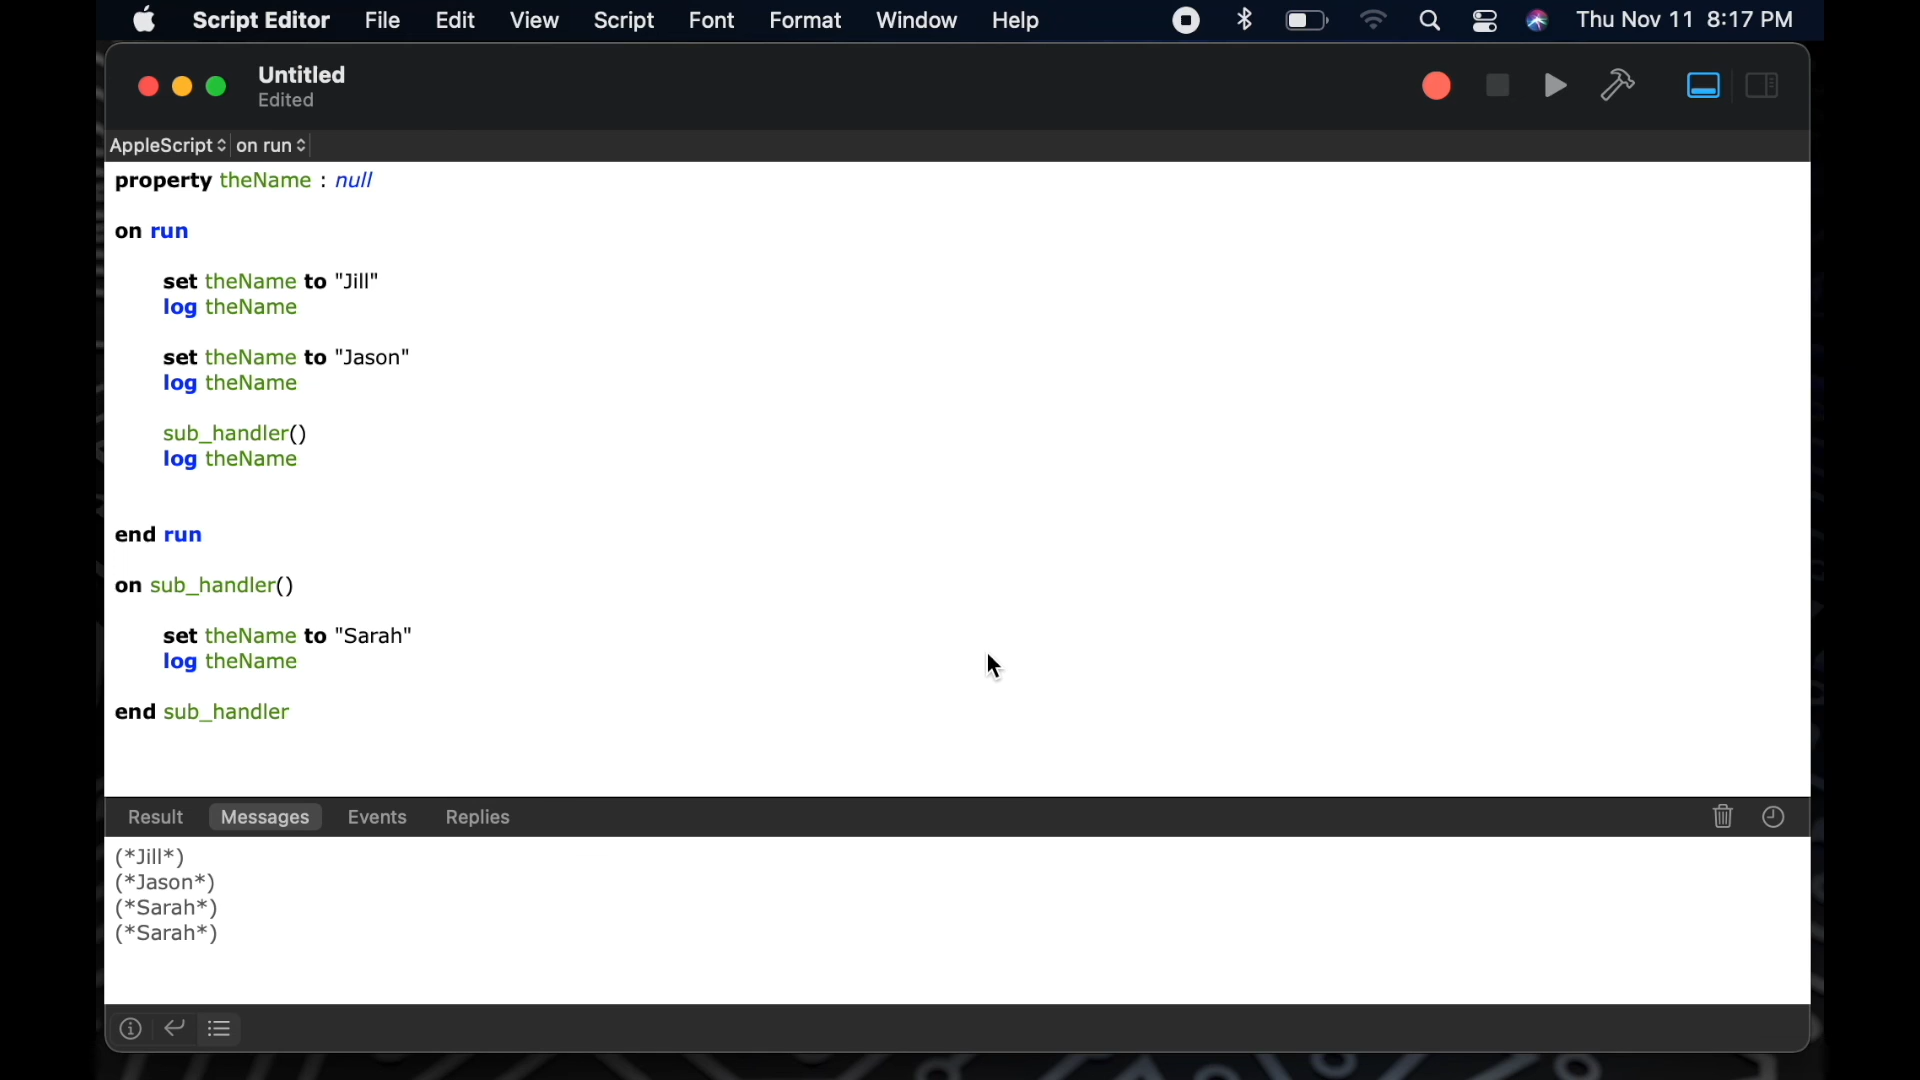 Script Editor File Edit View Script Font Format Window Help Thu Nov 11 8:17 PM
Untitled
Edited
AppleScript on run
property theName : null
on run
set theName to "Jill"
log theName
set theName to "Jason"
log theName
sub_handler()
log theName
end run
on sub_handler()
set theName to "Sarah"
log theName
end sub_handler
Result Messages Events Replies
(*Jill*)
(*Jason*)
(*Sarah*)
(*Sarah*)